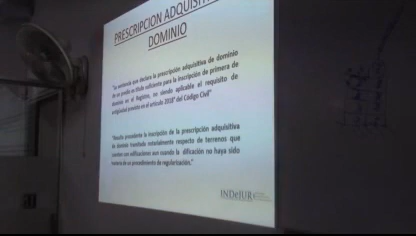 PRESCRIPCION ADQUISITIVA
DOMINIO
"La sentencia que declara la prescripción adquisitiva de dominio
de un predio es título suficiente para la inscripción de primera de
dominio en el Registro, no siendo aplicable el requisito de
antigüedad previsto en el artículo 2018° del Código Civil"
"Resulta procedente la inscripción de la prescripción adquisitiva
de dominio tramitada notarialmente respecto de terrenos que
cuenten con edificaciones aun cuando la dificación no haya sido
materia de un procedimiento de regularización."
INDeJUR